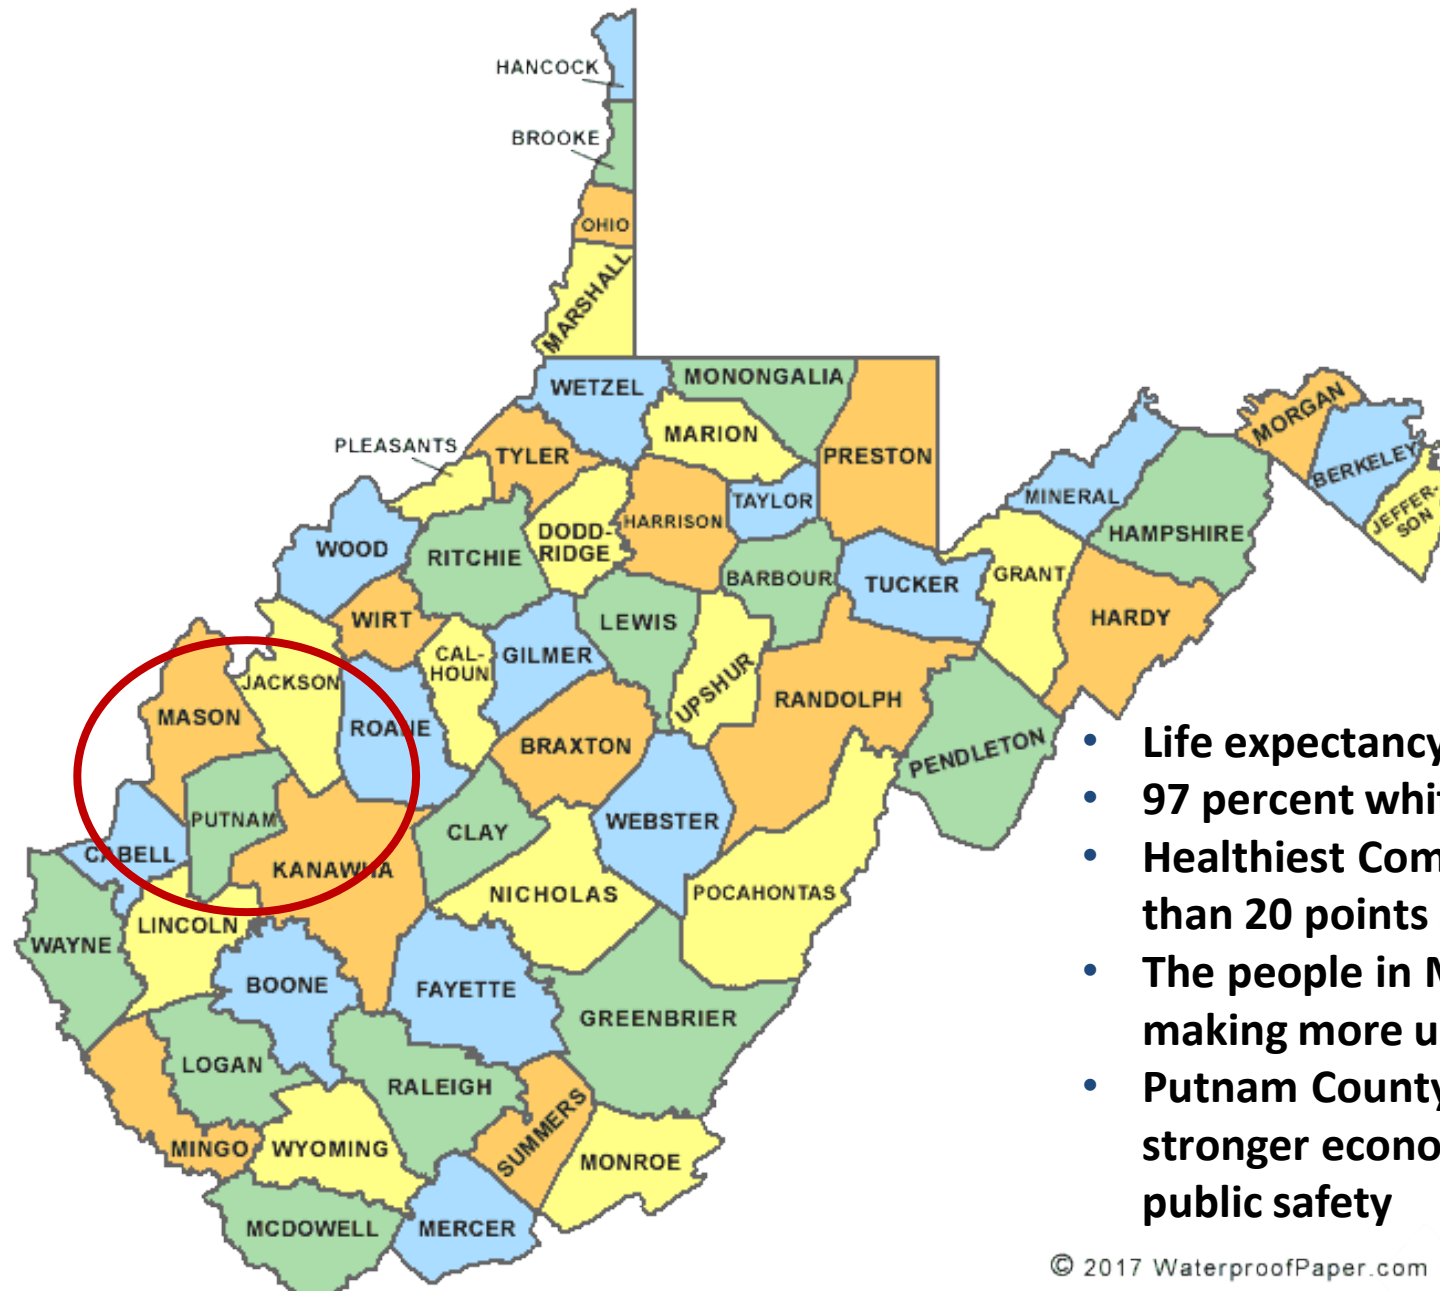 HANCOCK
BROOKE
OHIO
MARSHALL
WETZEL
MONONGALIA
MORGAN
MARION
PLEASANTS
TYLER
PRESTON
BERKELEY
MINERAL
TAYLOR
JEFFER-
SON
HARRISON
DODD-
RIDGE
HAMPSHIRE
WOOD
RITCHIE
BARBOUR
TUCKER
GRANT
WIRT
LEWIS
HARDY
CAL-
HOUN
GILMER
JACKSON
UPSHUR
RANDOLPH
MASON
ROANE
BRAXTON
PENDLETON
PUTNAM
CLAY
WEBSTER
CABELL
KANAWHA
NICHOLAS
POCAHONTAS
LINCOLN
WAYNE
BOONE
FAYETTE
GREENBRIER
LOGAN
RALEIGH
SUMMERS
MINGO
WYOMING
MONROE
MCDOWELL
MERCER
• Life expectancy
• 97 percent whi
• Healthiest Com
than 20 points
• The people in M
making more u
• Putnam County
stronger econo
public safety
© 2017 WaterproofPaper.com